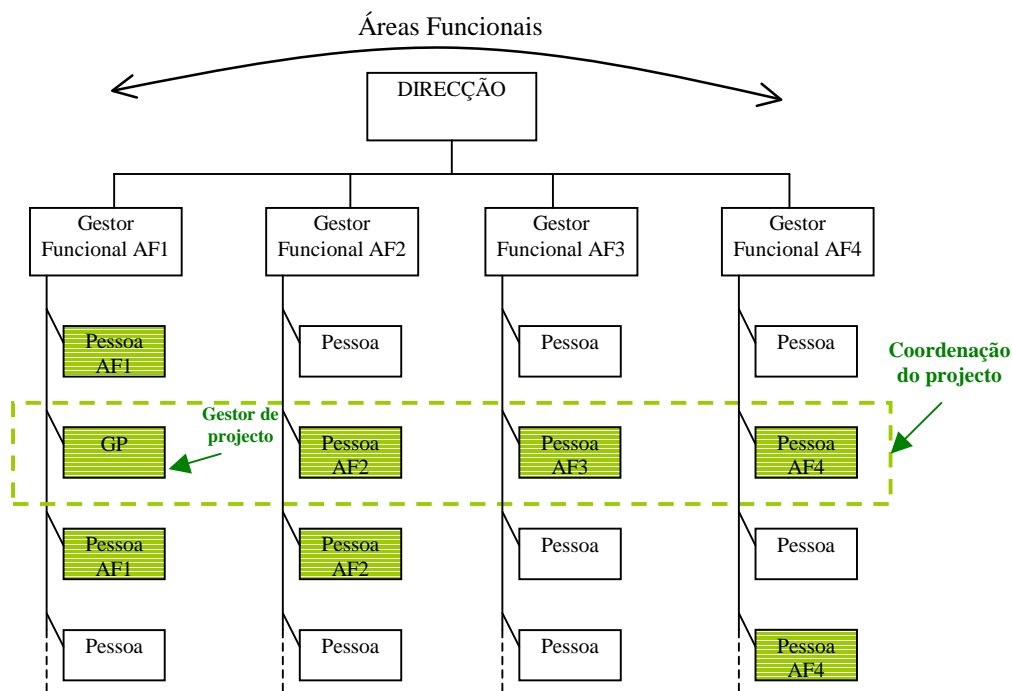 Áreas Funcionais
DIRECÇÃO
Gestor
Funcional AF1
Gestor
Funcional AF2
Gestor
Funcional AF3
Gestor
Funcional AF4
Pessoa
AF1
Pessoa
Pessoa
Pessoa
Coordenação
do projecto
GP
Gestor de
projecto
Pessoa
AF2
Pessoa
AF3
Pessoa
AF4
Pessoa
AF1
Pessoa
AF2
Pessoa
Pessoa
Pessoa
Pessoa
Pessoa
Pessoa
AF4